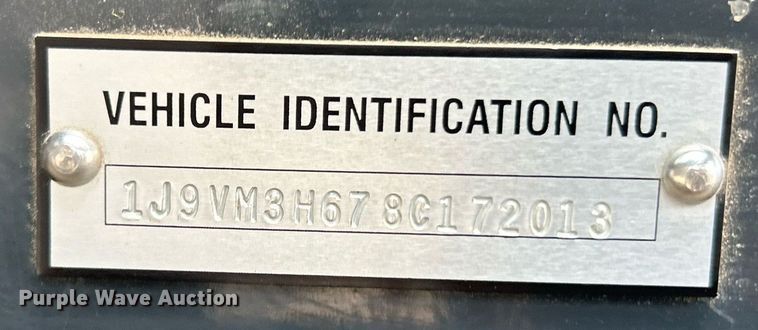 VEHICLE IDENTIFICATION NO.
1J9VM3H678C172013
Purple Wave Auction